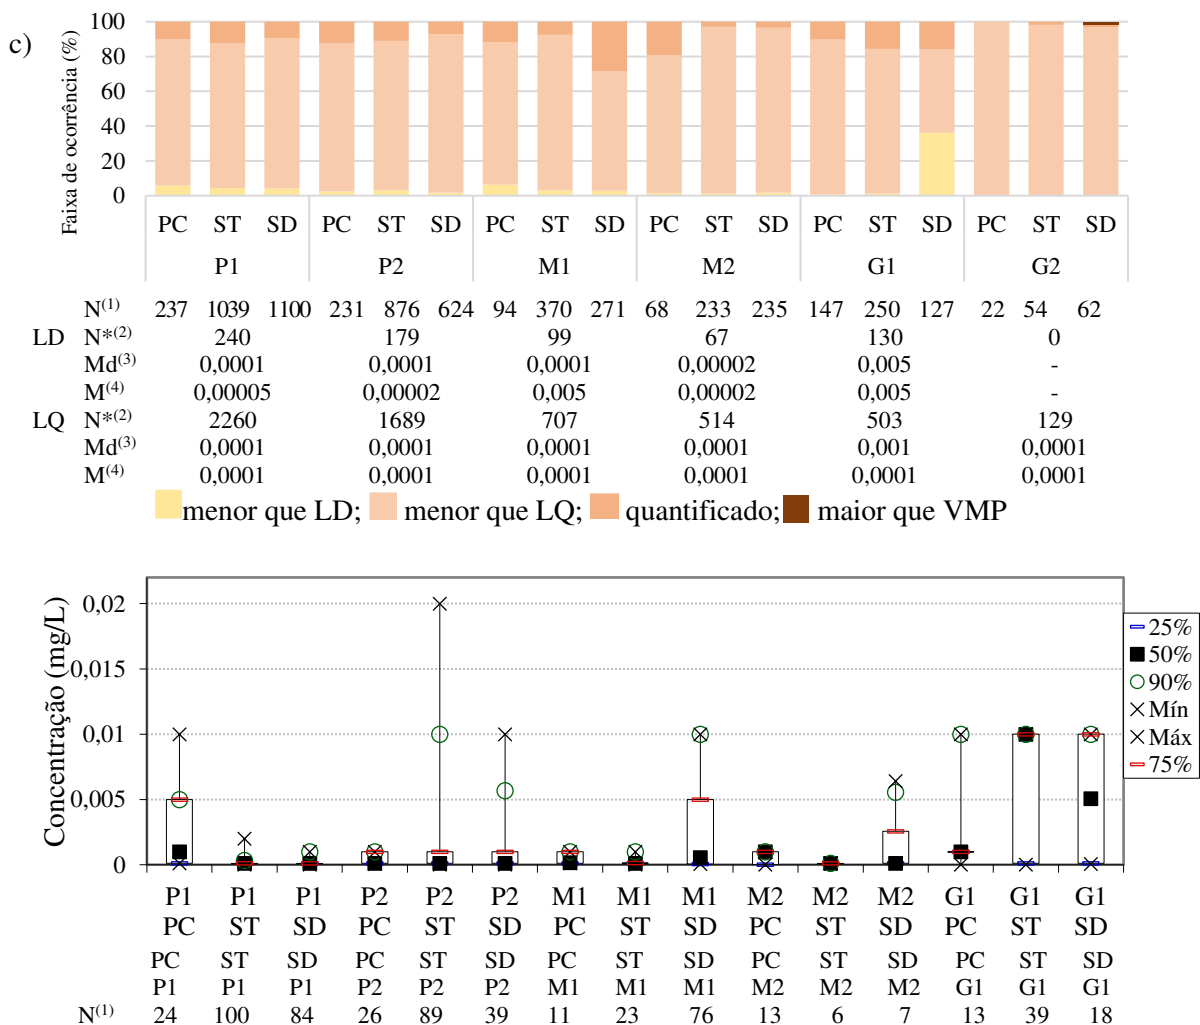 c)
Faixa de ocorrência (%)
100
80
60
40
20
0
PC ST SD PC ST SD PC ST SD PC ST SD PC ST SD PC ST SD
P1 P2 M1 M2 G1 G2
N(1) 237 1039 1100 231 876 624 94 370 271 68 233 235 147 250 127 22 54 62
LD N*(2) 240 179 99 67 130 0
Md(3) 0,0001 0,0001 0,0001 0,00002 0,005 -
M(4) 0,00005 0,00002 0,005 0,00002 0,005 -
LQ N*(2) 2260 1689 707 514 503 129
Md(3) 0,0001 0,0001 0,0001 0,0001 0,001 0,0001
M(4) 0,0001 0,0001 0,0001 0,0001 0,0001 0,0001
menor que LD; menor que LQ; quantificado; maior que VMP
Concentração (mg/L)
0,02
0,015
0,01
0,005
0
25%
50%
90%
Mín
Máx
75%
P1 P1 P1 P2 P2 P2 M1 M1 M1 M2 M2 M2 G1 G1 G1
PC ST SD PC ST SD PC ST SD PC ST SD PC ST SD
PC ST SD PC ST SD PC ST SD PC ST SD PC ST SD
P1 P1 P1 P2 P2 P2 M1 M1 M1 M2 M2 M2 G1 G1 G1
N(1) 24 100 84 26 89 39 11 23 76 13 6 7 13 39 18